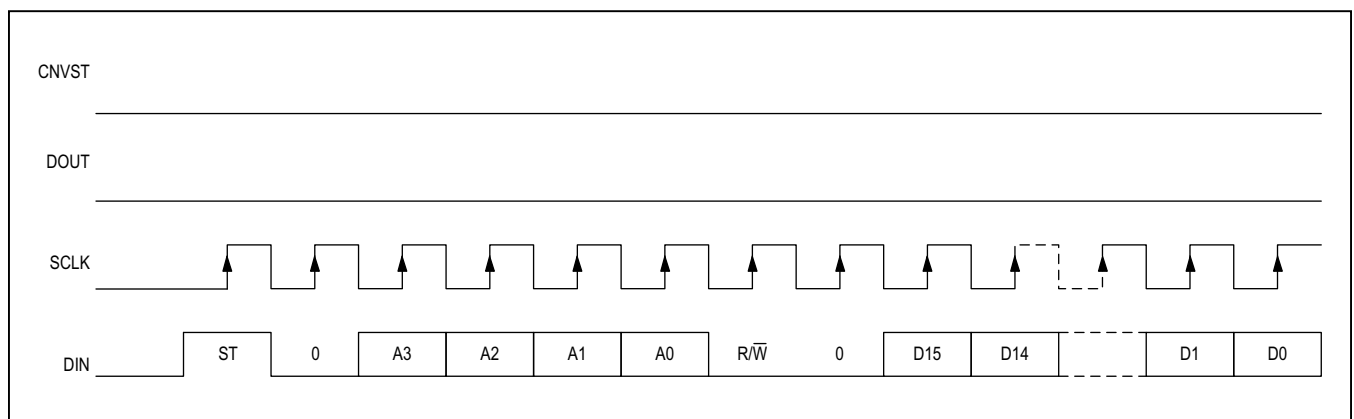 CNVST
DOUT
SCLK
DIN ST 0 A3 A2 A1 A0 R/W̅ 0 D15 D14 D1 D0